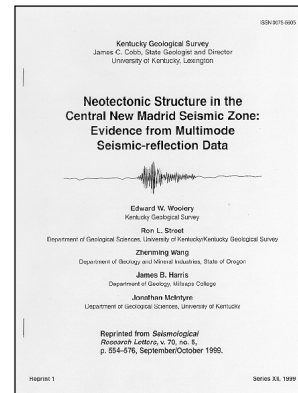 ISSN 0075-5605
Kentucky Geological Survey
James C. Cobb, State Geologist and Director
University of Kentucky, Lexington
Neotectonic Structure in the
Central New Madrid Seismic Zone:
Evidence from Multimode
Seismic-reflection Data
Edward W. Woolery
Kentucky Geological Survey
Ron L. Street
Department of Geological Sciences, University of Kentucky/Kentucky Geological Survey
Zhenming Wang
Department of Geology and Mineral Industries, State of Oregon
James B. Harris
Department of Geology, Millsaps College
Jonathan McIntyre
Department of Geological Sciences, University of Kentucky
Reprinted from Seismological
Research Letters, v. 70, no. 5,
p. 554–576, September/October 1999.
Reprint 1
Series XII, 1999